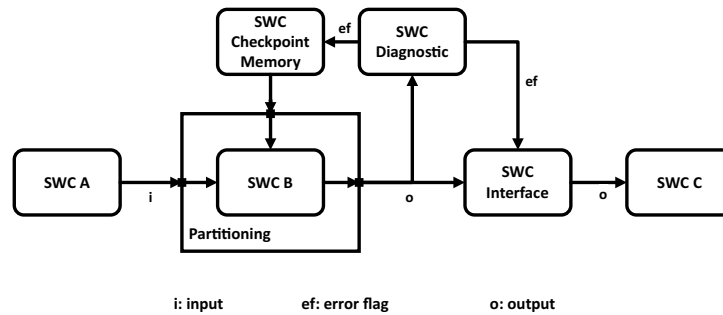 SWC
Checkpoint
Memory
ef
SWC
Diagnostic
ef
SWC A
i
SWC B
o
SWC
Interface
o
SWC C
Partitioning
i: input
ef: error flag
o: output